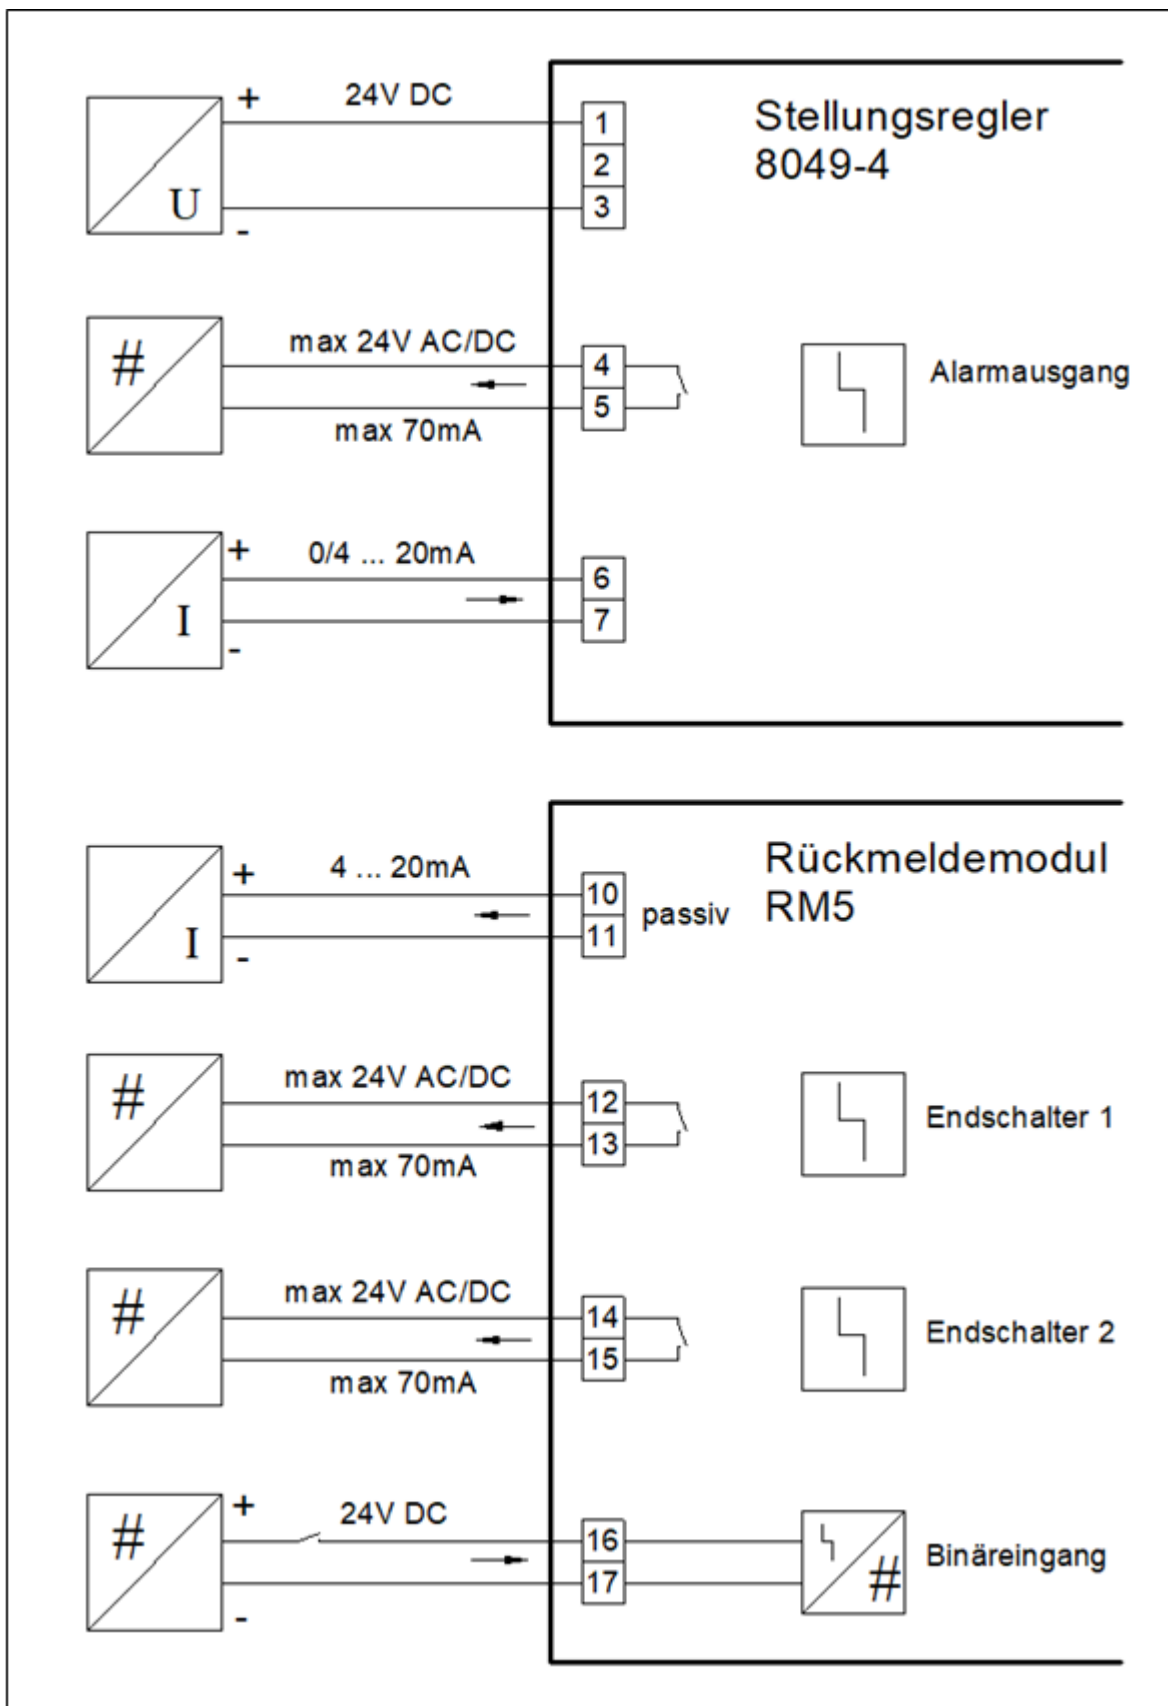 + 24V DC
1
2
3
U
-
Stellungsregler
8049-4
#
max 24V AC/DC
4
5
max 70mA
Alarmausgang
+ 0/4 ... 20mA
6
7
I
-
+ 4 ... 20mA
10
11
passiv
I
-
Rückmeldemodul
RM5
#
max 24V AC/DC
12
13
max 70mA
Endschalter 1
#
max 24V AC/DC
14
15
max 70mA
Endschalter 2
#
+ 24V DC
16
17
-
#
Binäreingang